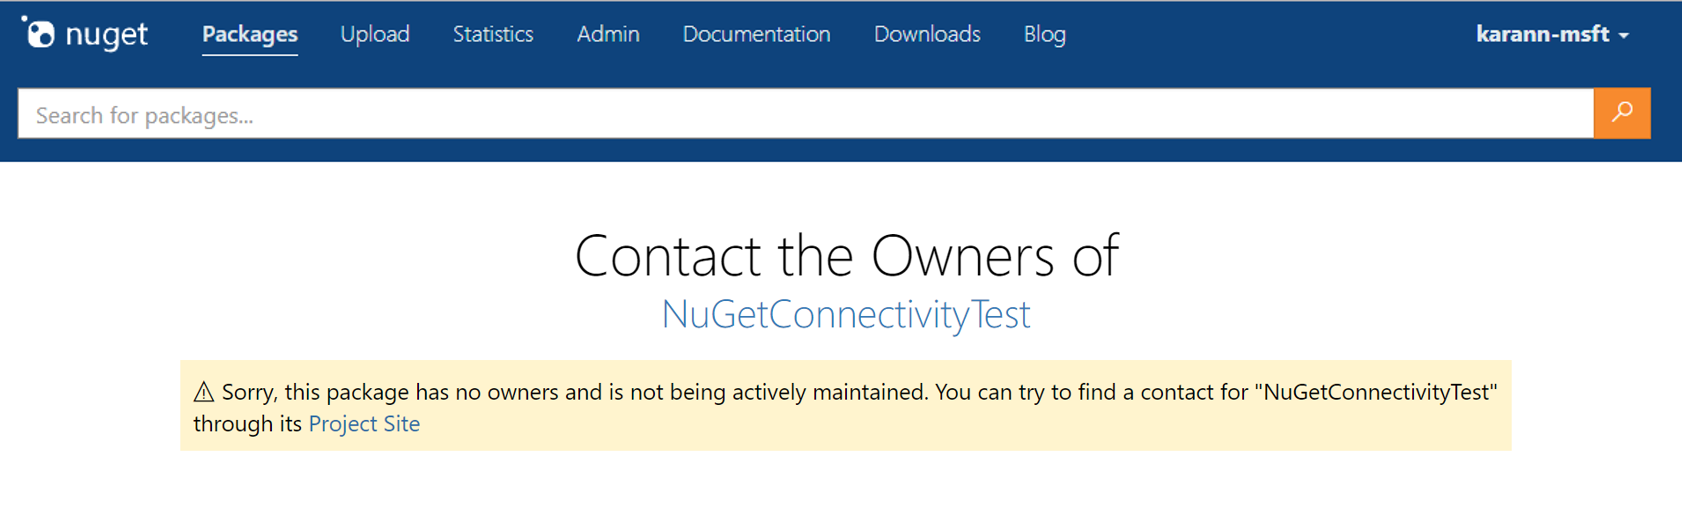 nuget Packages Upload Statistics Admin Documentation Downloads Blog karann-msft
Search for packages...
Contact the Owners of
NuGetConnectivityTest
Sorry, this package has no owners and is not being actively maintained. You can try to find a contact for "NuGetConnectivityTest"
through its Project Site